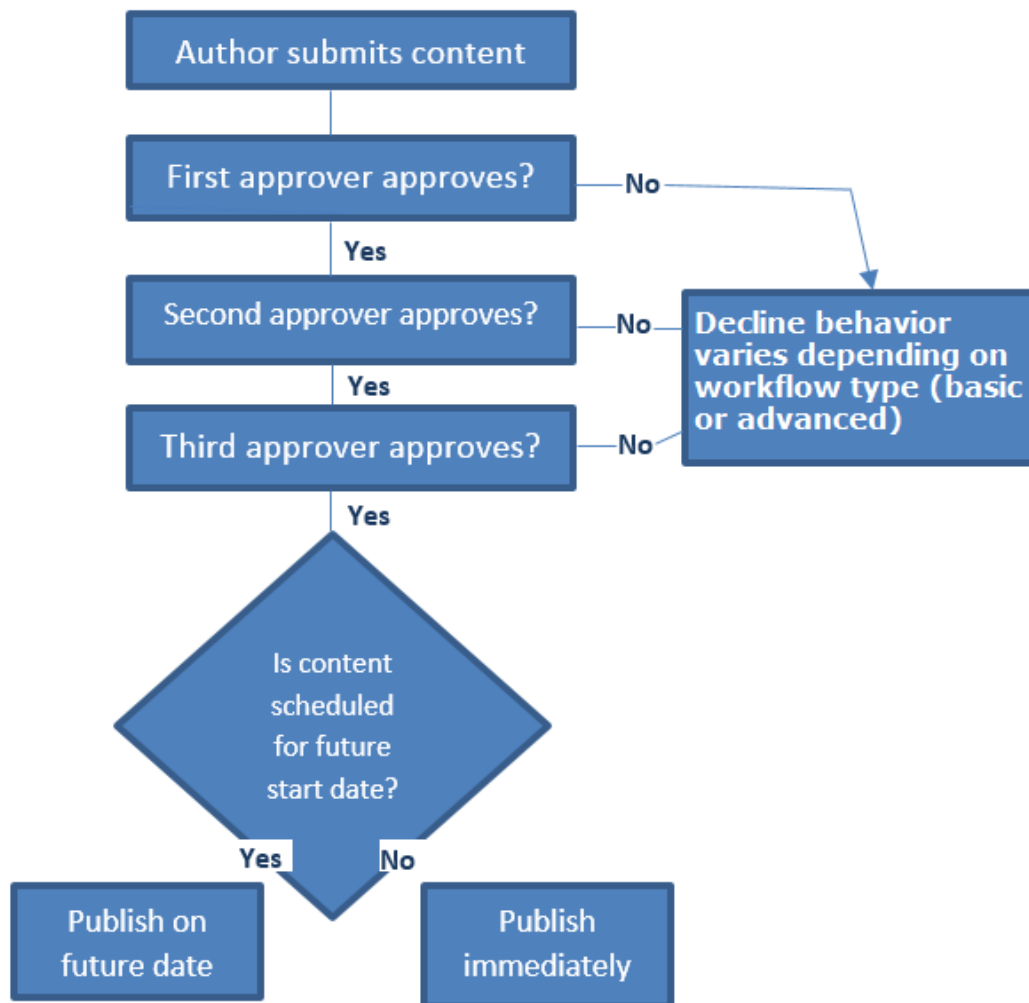 Author submits content
First approver approves?
No
Yes
Second approver approves?
No
Decline behavior
varies depending on
workflow type (basic
or advanced)
Yes
Third approver approves?
No
Yes
Is content
scheduled
for future
start date?
Yes
No
Publish on
future date
Publish
immediately